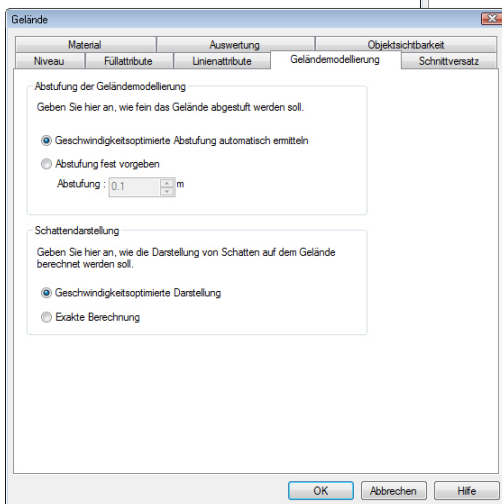 Gelände
Material Auswertung Objektsichtbarkeit
Niveau Füllattribute Linienattribute Geländemodellierung Schnittversatz
Abstufung der Geländemodellierung
Geben Sie hier an, wie fein das Gelände abgestuft werden soll.
Geschwindigkeitsoptimierte Abstufung automatisch ermitteln
Abstufung fest vorgeben
Abstufung : 0.1 m
Schattendarstellung
Geben Sie hier an, wie die Darstellung von Schatten auf dem Gelände
berechnet werden soll.
Geschwindigkeitsoptimierte Darstellung
Exakte Berechnung
OK Abbrechen Hilfe